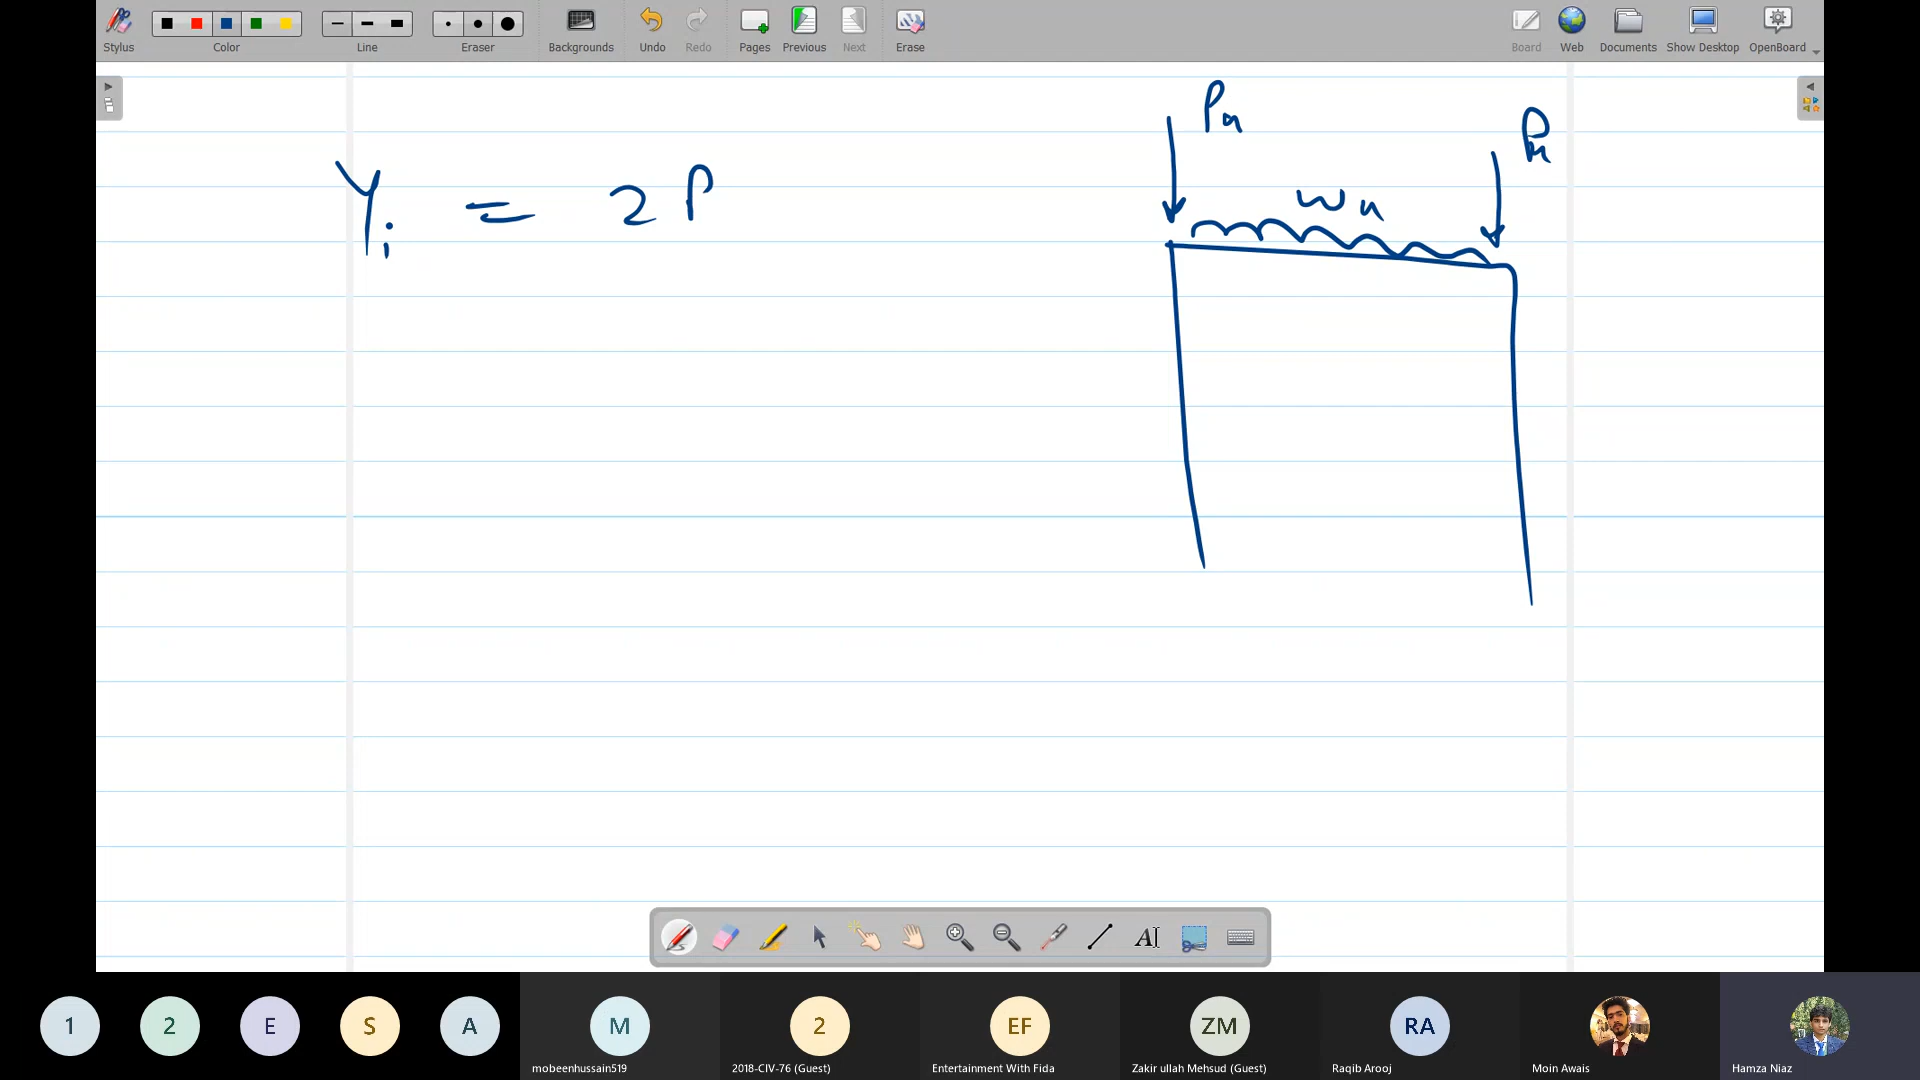 Stylus
Color
Line
Eraser
Backgrounds
Undo
Redo
Pages
Previous
Next
Erase
Board
Web
Documents
Show Desktop
OpenBoard
Pu
Pu
wu
Yi = 2 P
AI
1
2
E
S
A
M
2
EF
ZM
RA
mobeenhussain519
2018-CIV-76 (Guest)
Entertainment With Fida
Zakir ullah Mehsud (Guest)
Raqib Arooj
Moin Awais
Hamza Niaz